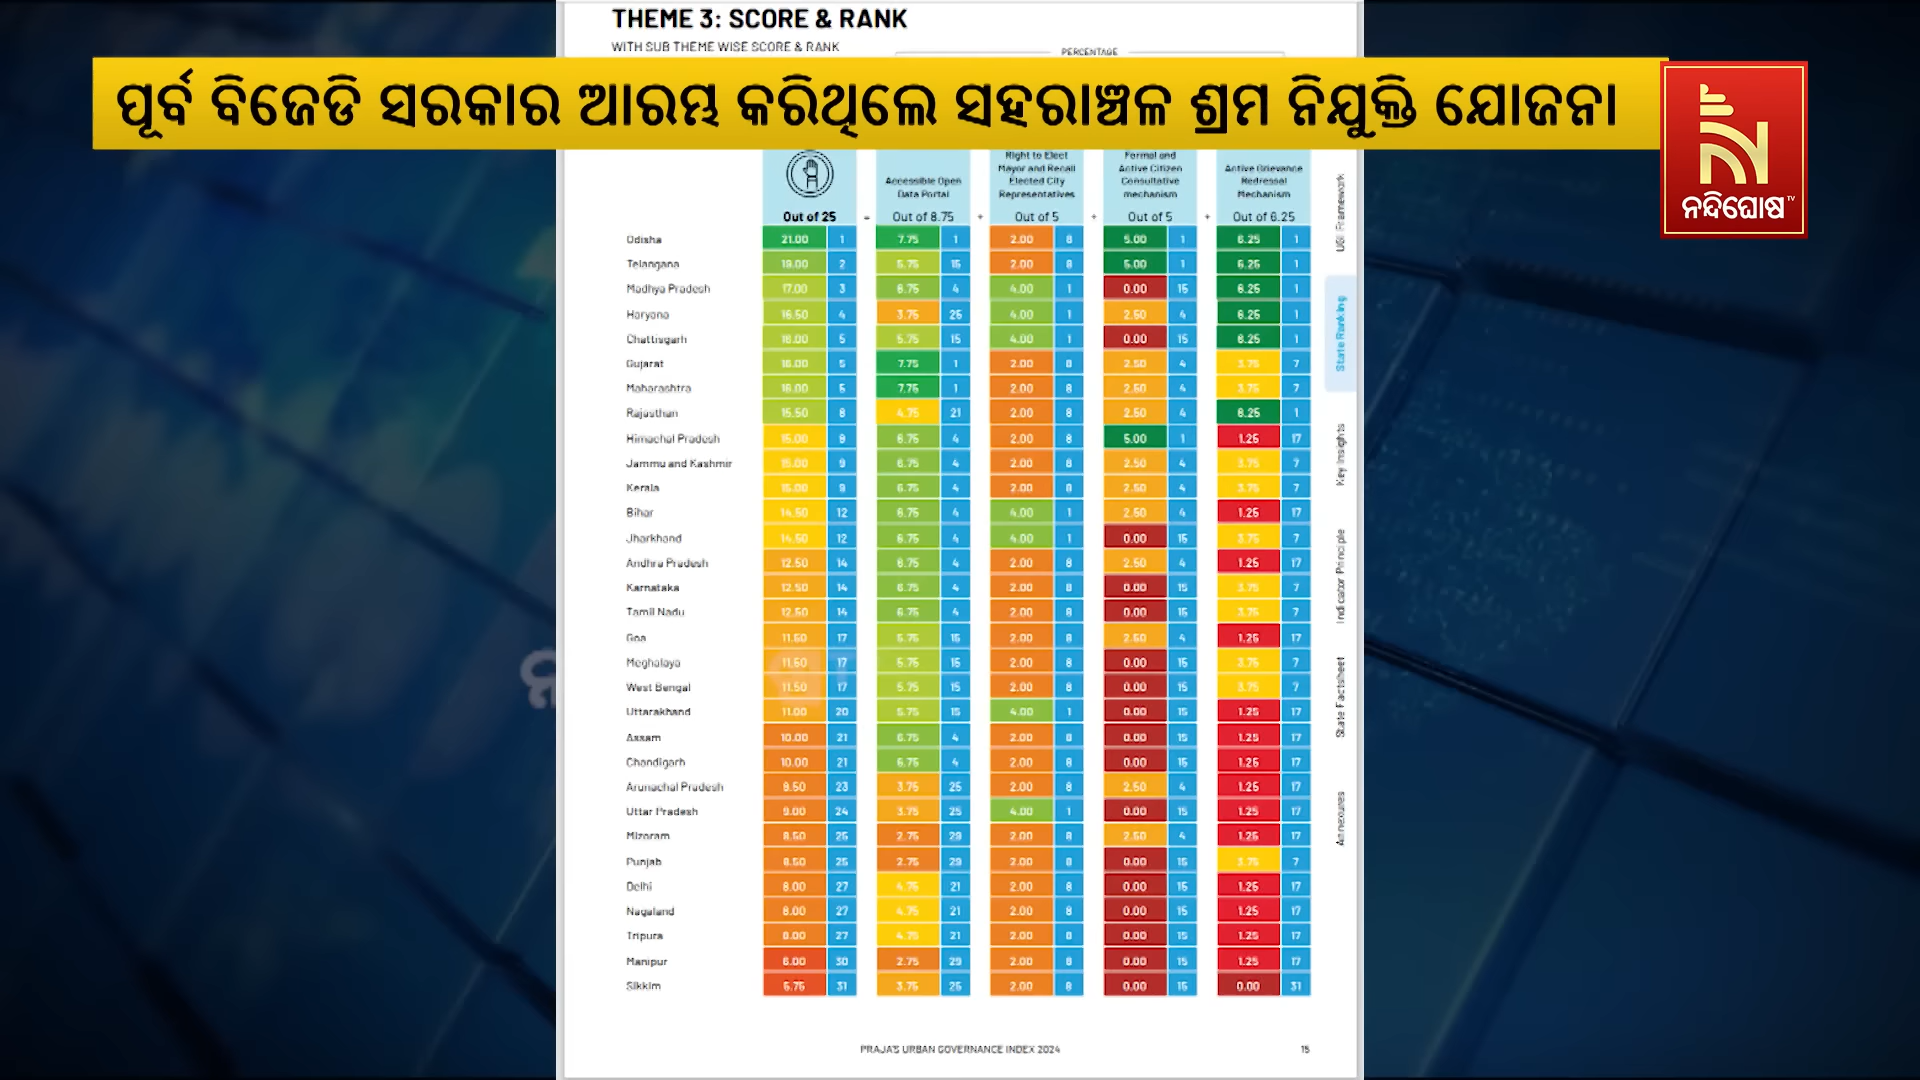 THEME 3: SCORE & RANK
WITH SUB THEME WISE SCORE & RANK
PERCENTAGE
ପୂର୍ବ ବିଜେଡି ସରକାର ଆରମ୍ଭ କରିଥିଲେ ସହରାଞ୍ଚଳ ଶ୍ରମ ନିଯୁକ୍ତି ଯୋଜନା
ନନ୍ଦିଘୋଷ TV
Accessible Open Data Portal
Right to Elect Mayor and Recall Elected City Representatives
Formal and Active Citizen Consultative mechanism
Active Grievance Redressal Mechanism
Out of 25 = Out of 8.75 + Out of 5 + Out of 5 + Out of 6.25
Odisha 21.00 1 7.75 1 2.00 8 5.00 1 6.25 1
Telangana 19.00 2 5.75 15 2.00 8 5.00 1 6.25 1
Madhya Pradesh 17.00 3 6.75 4 4.00 1 0.00 15 6.25 1
Haryana 16.50 4 3.75 25 4.00 1 2.50 4 6.25 1
Chattisgarh 16.00 5 5.75 15 4.00 1 0.00 15 6.25 1
Gujarat 16.00 5 7.75 1 2.00 8 2.50 4 3.75 7
Maharashtra 16.00 5 7.75 1 2.00 8 2.50 4 3.75 7
Rajasthan 15.50 8 4.75 21 2.00 8 2.50 4 6.25 1
Himachal Pradesh 15.00 9 6.75 4 2.00 8 5.00 1 1.25 17
Jammu and Kashmir 15.00 9 6.75 4 2.00 8 2.50 4 3.75 7
Kerala 15.00 9 6.75 4 2.00 8 2.50 4 3.75 7
Bihar 14.50 12 6.75 4 4.00 1 2.50 4 1.25 17
Jharkhand 14.50 12 6.75 4 4.00 1 0.00 15 3.75 7
Andhra Pradesh 12.50 14 6.75 4 2.00 8 2.50 4 1.25 17
Karnataka 12.50 14 6.75 4 2.00 8 0.00 15 3.75 7
Tamil Nadu 12.50 14 6.75 4 2.00 8 0.00 15 3.75 7
Goa 11.50 17 5.75 15 2.00 8 2.50 4 1.25 17
Meghalaya 11.50 17 5.75 15 2.00 8 0.00 15 3.75 7
West Bengal 11.50 17 5.75 15 2.00 8 0.00 15 3.75 7
Uttarakhand 11.00 20 5.75 15 4.00 1 0.00 15 1.25 17
Assam 10.00 21 6.75 4 2.00 8 0.00 15 1.25 17
Chandigarh 10.00 21 6.75 4 2.00 8 0.00 15 1.25 17
Arunachal Pradesh 9.50 23 3.75 25 2.00 8 2.50 4 1.25 17
Uttar Pradesh 9.00 24 3.75 25 4.00 1 0.00 15 1.25 17
Mizoram 8.50 25 2.75 29 2.00 8 2.50 4 1.25 17
Punjab 8.50 25 2.75 29 2.00 8 0.00 15 3.75 7
Delhi 8.00 27 4.75 21 2.00 8 0.00 15 1.25 17
Nagaland 8.00 27 4.75 21 2.00 8 0.00 15 1.25 17
Tripura 8.00 27 4.75 21 2.00 8 0.00 15 1.25 17
Manipur 6.00 30 2.75 29 2.00 8 0.00 15 1.25 17
Sikkim 5.75 31 3.75 25 2.00 8 0.00 15 0.00 31
UGI Framework
State Ranking
Key Insights
Indicator Principle
State Factsheet
Annexures
PRAJA'S URBAN GOVERNANCE INDEX 2024 15